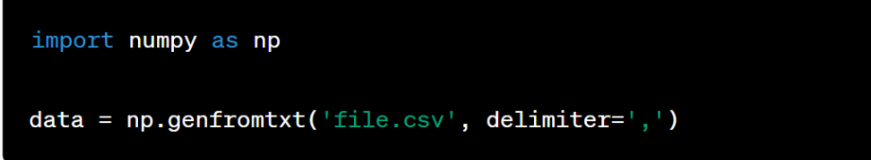 import numpy as np
data = np.genfromtxt('file.csv', delimiter=',')